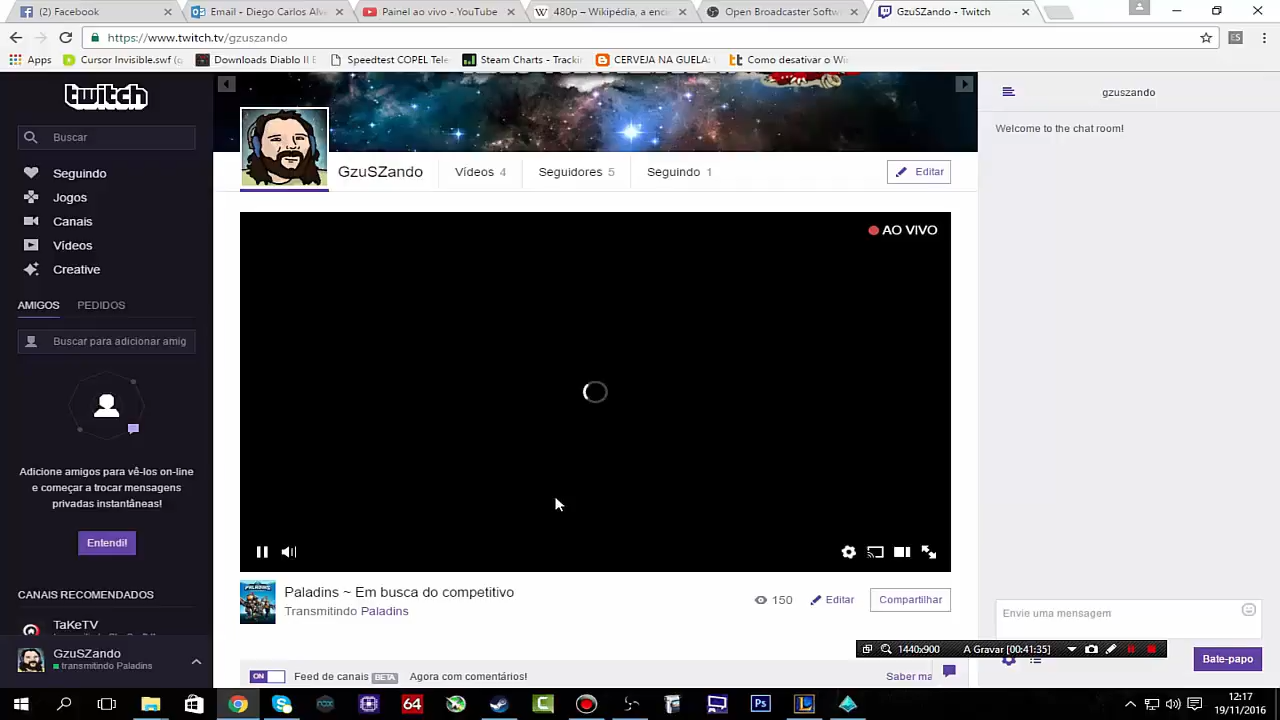 (2) Facebook
Email - Diego Carlos Alv
Painel ao vivo - YouTube
480p – Wikipédia, a enci
Open Broadcaster Softw
GzuSZando - Twitch
https://www.twitch.tv/gzuszando
ES
Apps
Cursor Invisible.swf (g
Downloads Diablo II E
Speedtest COPEL Tele
Steam Charts - Trackin
CERVEJA NA GUELA:
Como desativar o Win
twitch
Buscar
Seguindo
Jogos
Canais
Vídeos
Creative
AMIGOS PEDIDOS
Buscar para adicionar amig
Adicione amigos para vê-los on-line
e começar a trocar mensagens
privadas instantâneas!
Entendi!
CANAIS RECOMENDADOS
TaKeTV
GzuSZando
transmitindo Paladins
GzuSZando
Vídeos 4
Seguidores 5
Seguindo 1
Editar
AO VIVO
Paladins ~ Em busca do competitivo
Transmitindo Paladins
150
Editar
Compartilhar
ON
Feed de canais BETA Agora com comentários!
Saber ma
gzuszando
Welcome to the chat room!
Envie uma mensagem
1440x900
A Gravar [00:41:35]
Bate-papo
64
12:17
19/11/2016